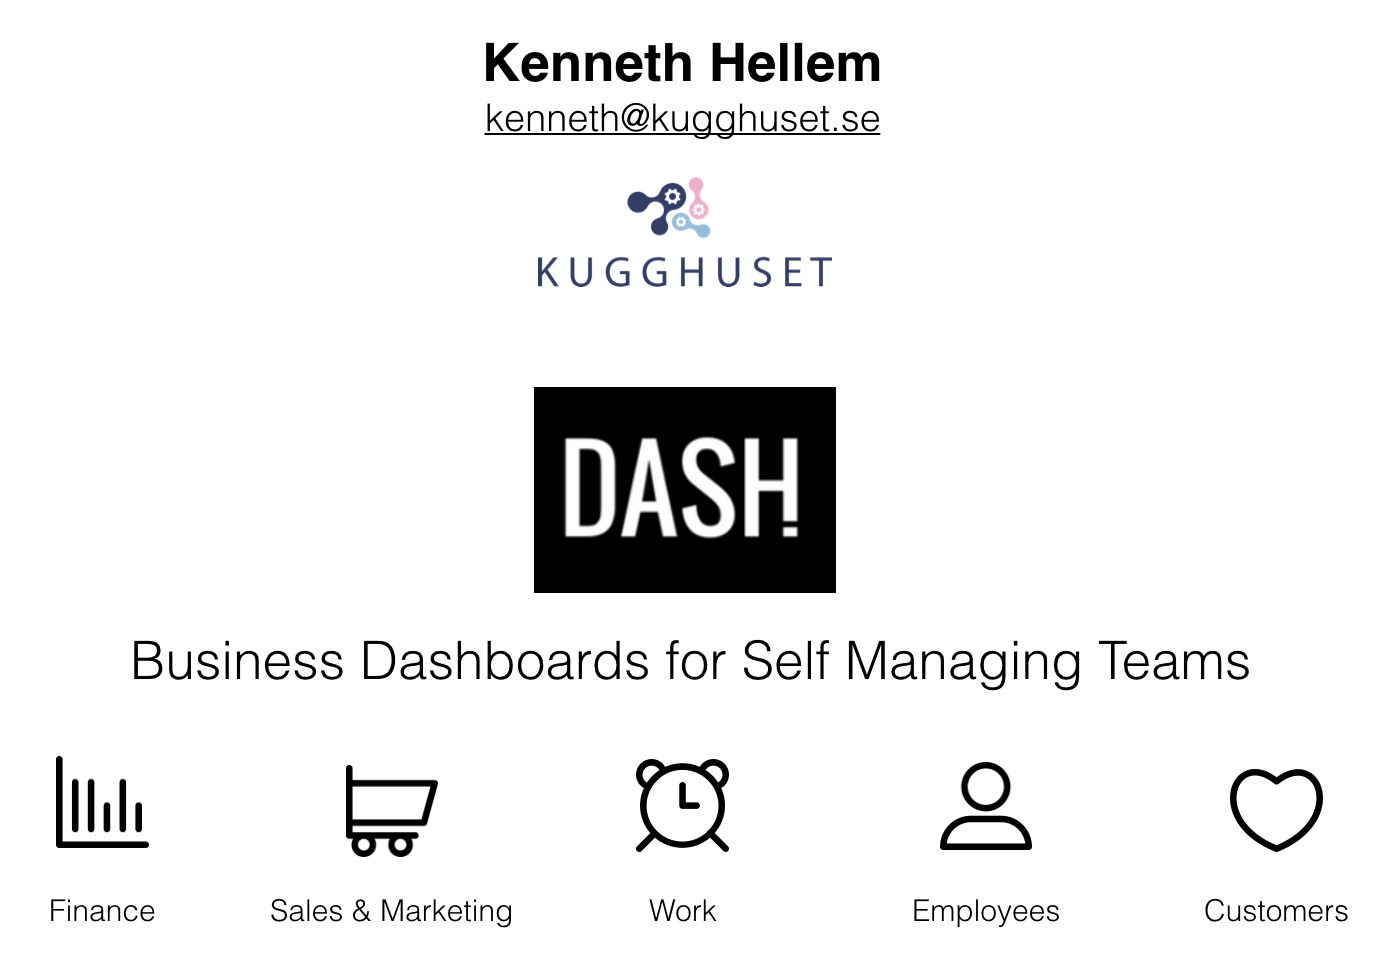 Kenneth Hellem
kenneth@kugghuset.se
KUGGHUSET
DASH!
Business Dashboards for Self Managing Teams
Finance
Sales & Marketing
Work
Employees
Customers